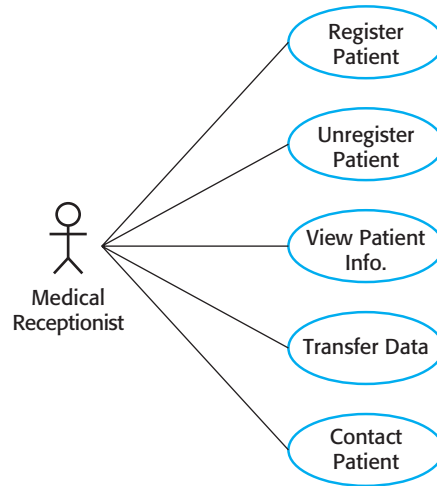 Register
Patient
Unregister
Patient
View Patient
Info.
Medical
Receptionist
Transfer Data
Contact
Patient